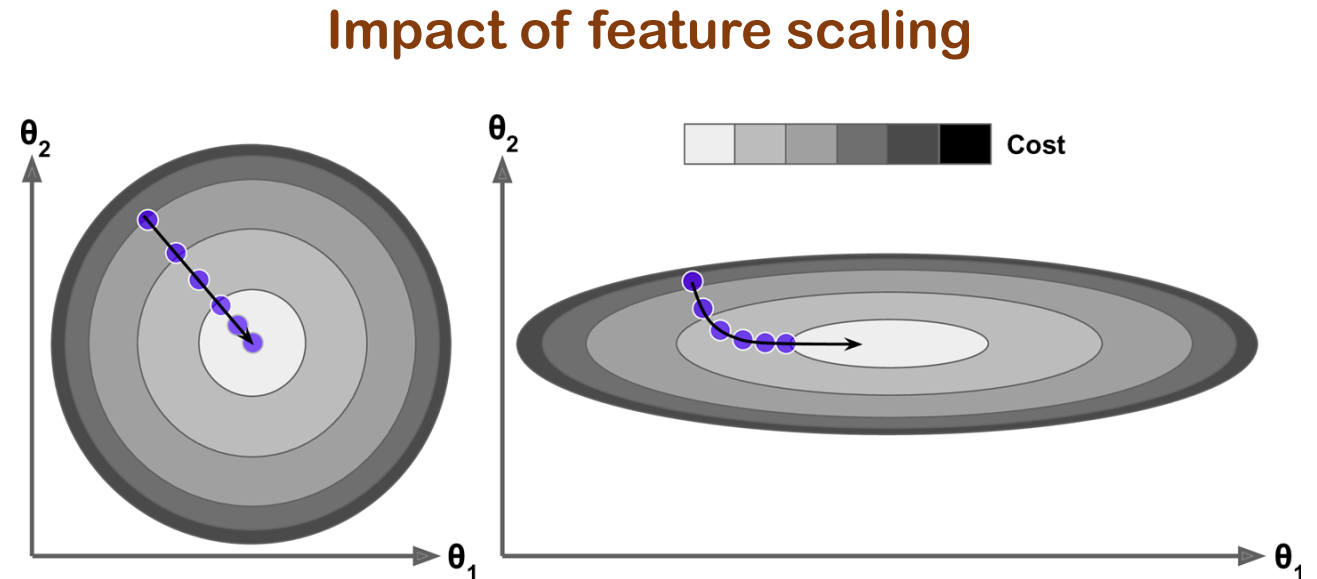 Impact of feature scaling
θ2
θ2
Cost
θ1
θ1